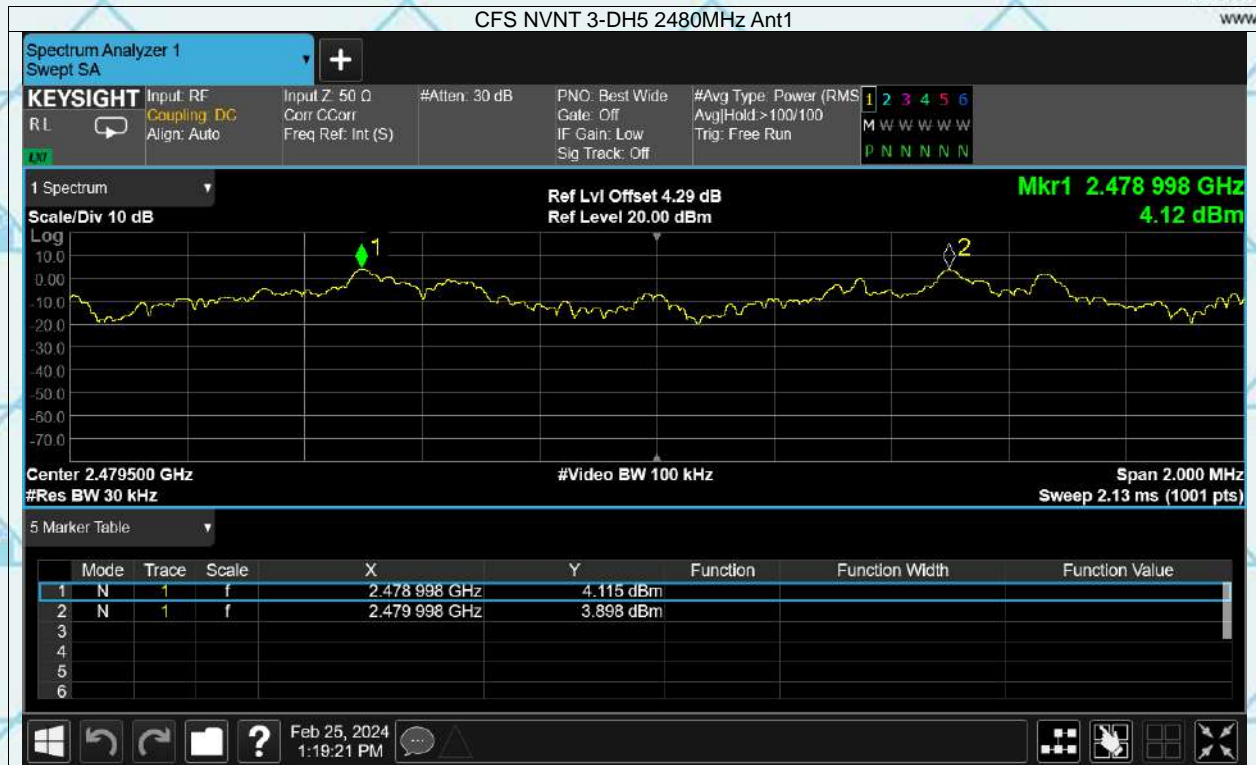 CFS NVNT 3-DH5 2480MHz Ant1
www
Spectrum Analyzer 1
Swept SA
+
KEYSIGHT
RL
LXI
Input: RF
Coupling: DC
Align: Auto
Input Z: 50 Ω
Corr CCorr
Freq Ref: Int (S)
#Atten: 30 dB
PNO: Best Wide
Gate: Off
IF Gain: Low
Sig Track: Off
#Avg Type: Power (RMS
Avg|Hold:>100/100
Trig: Free Run
1 2 3 4 5 6
M W W W W W
P N N N N N
1 Spectrum
Scale/Div 10 dB
Ref Lvl Offset 4.29 dB
Ref Level 20.00 dBm
Mkr1 2.478 998 GHz
4.12 dBm
Log
10.0
0.00
-10.0
-20.0
-30.0
-40.0
-50.0
-60.0
-70.0
1
2
Center 2.479500 GHz
#Res BW 30 kHz
#Video BW 100 kHz
Span 2.000 MHz
Sweep 2.13 ms (1001 pts)
5 Marker Table
Mode Trace Scale X Y Function Function Width Function Value
1 N 1 f 2.478 998 GHz 4.115 dBm
2 N 1 f 2.479 998 GHz 3.898 dBm
3
4
5
6
?
Feb 25, 2024
1:19:21 PM